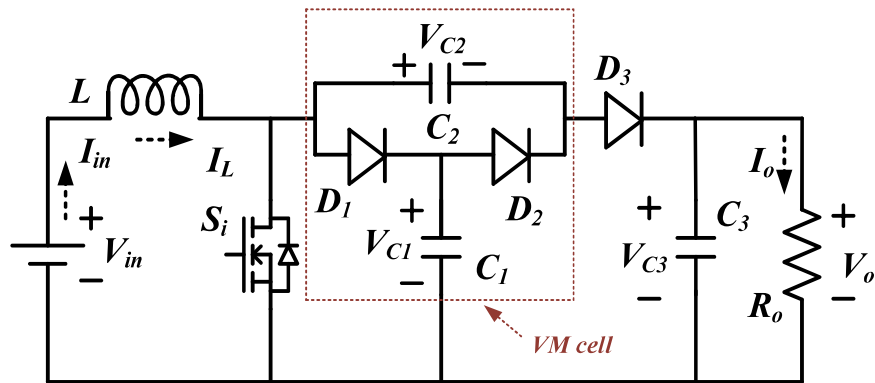 V_C2
+ −
D_3
L
C_2
I_in
I_L
D_1
D_2
I_o
S_i
+
V_C1
−
C_1
+
V_C3
−
C_3
+
V_o
−
+
V_in
−
R_o
VM cell